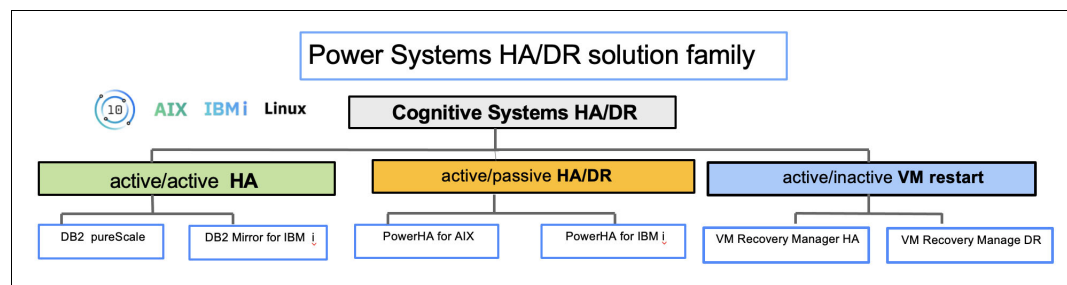 Power Systems HA/DR solution family
10 AIX IBM i Linux
Cognitive Systems HA/DR
active/active HA
active/passive HA/DR
active/inactive VM restart
DB2 pureScale
DB2 Mirror for IBM i
PowerHA for AIX
PowerHA for IBM i
VM Recovery Manager HA
VM Recovery Manage DR